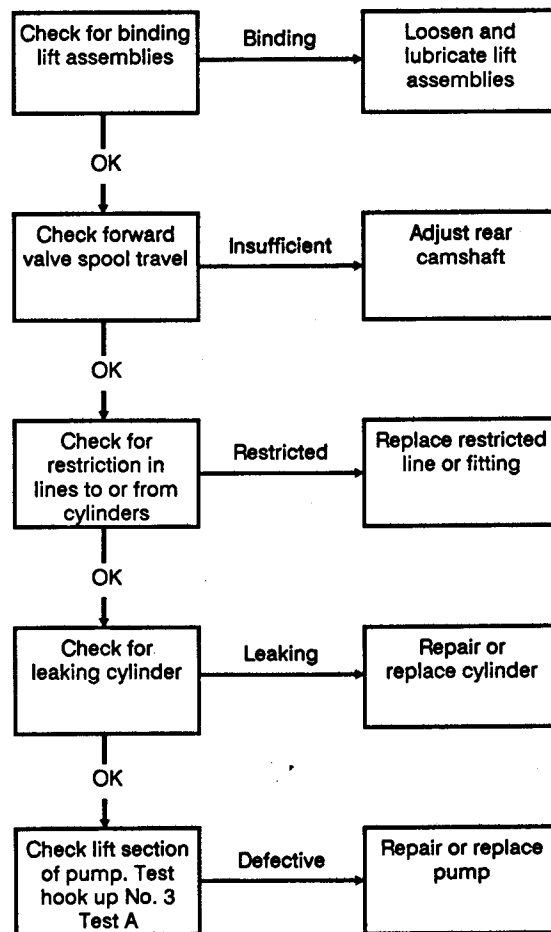 Check for binding
lift assemblies
Binding
Loosen and
lubricate lift
assemblies
OK
Check forward
valve spool travel
Insufficient
Adjust rear
camshaft
OK
Check for
restriction in
lines to or from
cylinders
Restricted
Replace restricted
line or fitting
OK
Check for
leaking cylinder
Leaking
Repair or
replace cylinder
OK
Check lift section
of pump. Test
hook up No. 3
Test A
Defective
Repair or replace
pump